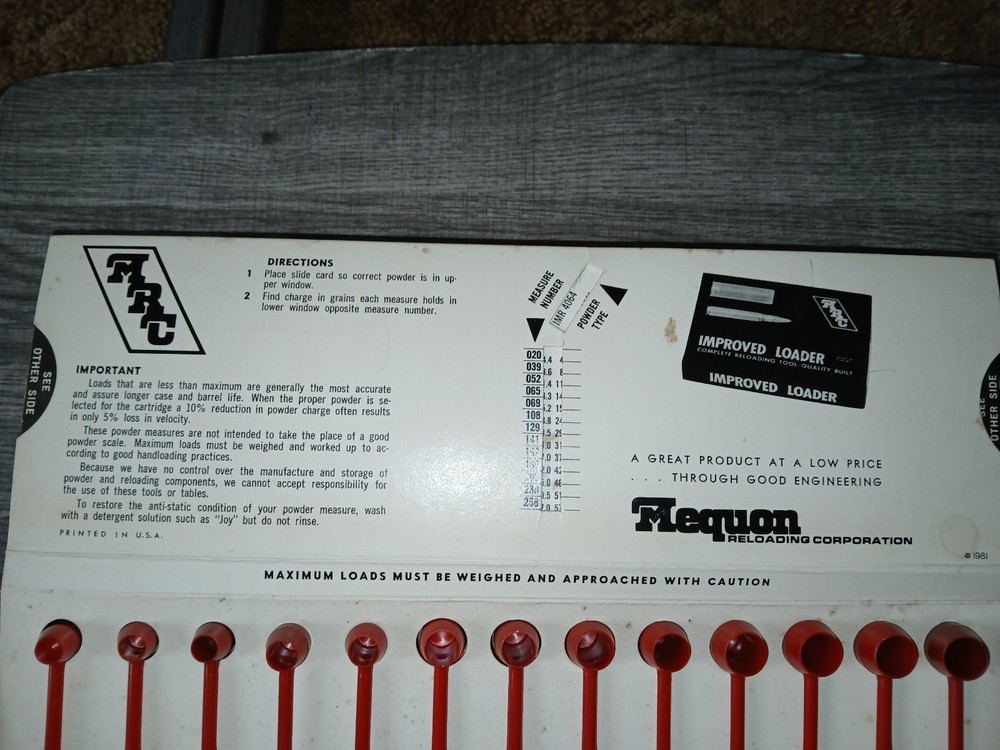 MRC
DIRECTIONS
1 Place slide card so correct powder is in up-
per window.
2 Find charge in grains each measure holds in
lower window opposite measure number.
IMPORTANT
Loads that are less than maximum are generally the most accurate
and assure longer case and barrel life. When the proper powder is se-
lected for the cartridge a 10% reduction in powder charge often results
in only 5% loss in velocity.
These powder measures are not intended to take the place of a good
powder scale. Maximum loads must be weighed and worked up to ac-
cording to good handloading practices.
Because we have no control over the manufacture and storage of
powder and reloading components, we cannot accept responsibility for
the use of these tools or tables.
To restore the anti-static condition of your powder measure, wash
with a detergent solution such as "Joy" but do not rinse.
PRINTED IN U.S.A.
SEE
OTHER SIDE
MEASURE
NUMBER
IMR 4064
POWDER
TYPE
020
039
052
065
069
108
129
141
MRC
IMPROVED LOADER
COMPLETE RELOADING TOOL QUALITY BUILT
IMPROVED LOADER
SEE
OTHER SIDE
A GREAT PRODUCT AT A LOW PRICE
. . . THROUGH GOOD ENGINEERING
Mequon
RELOADING CORPORATION
© 1981
MAXIMUM LOADS MUST BE WEIGHED AND APPROACHED WITH CAUTION